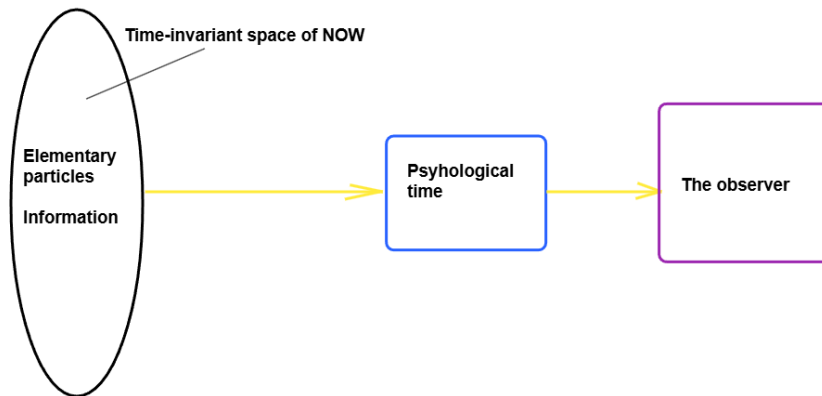 Time-invariant space of NOW
Elementary
particles
Information
Psyhological
time
The observer